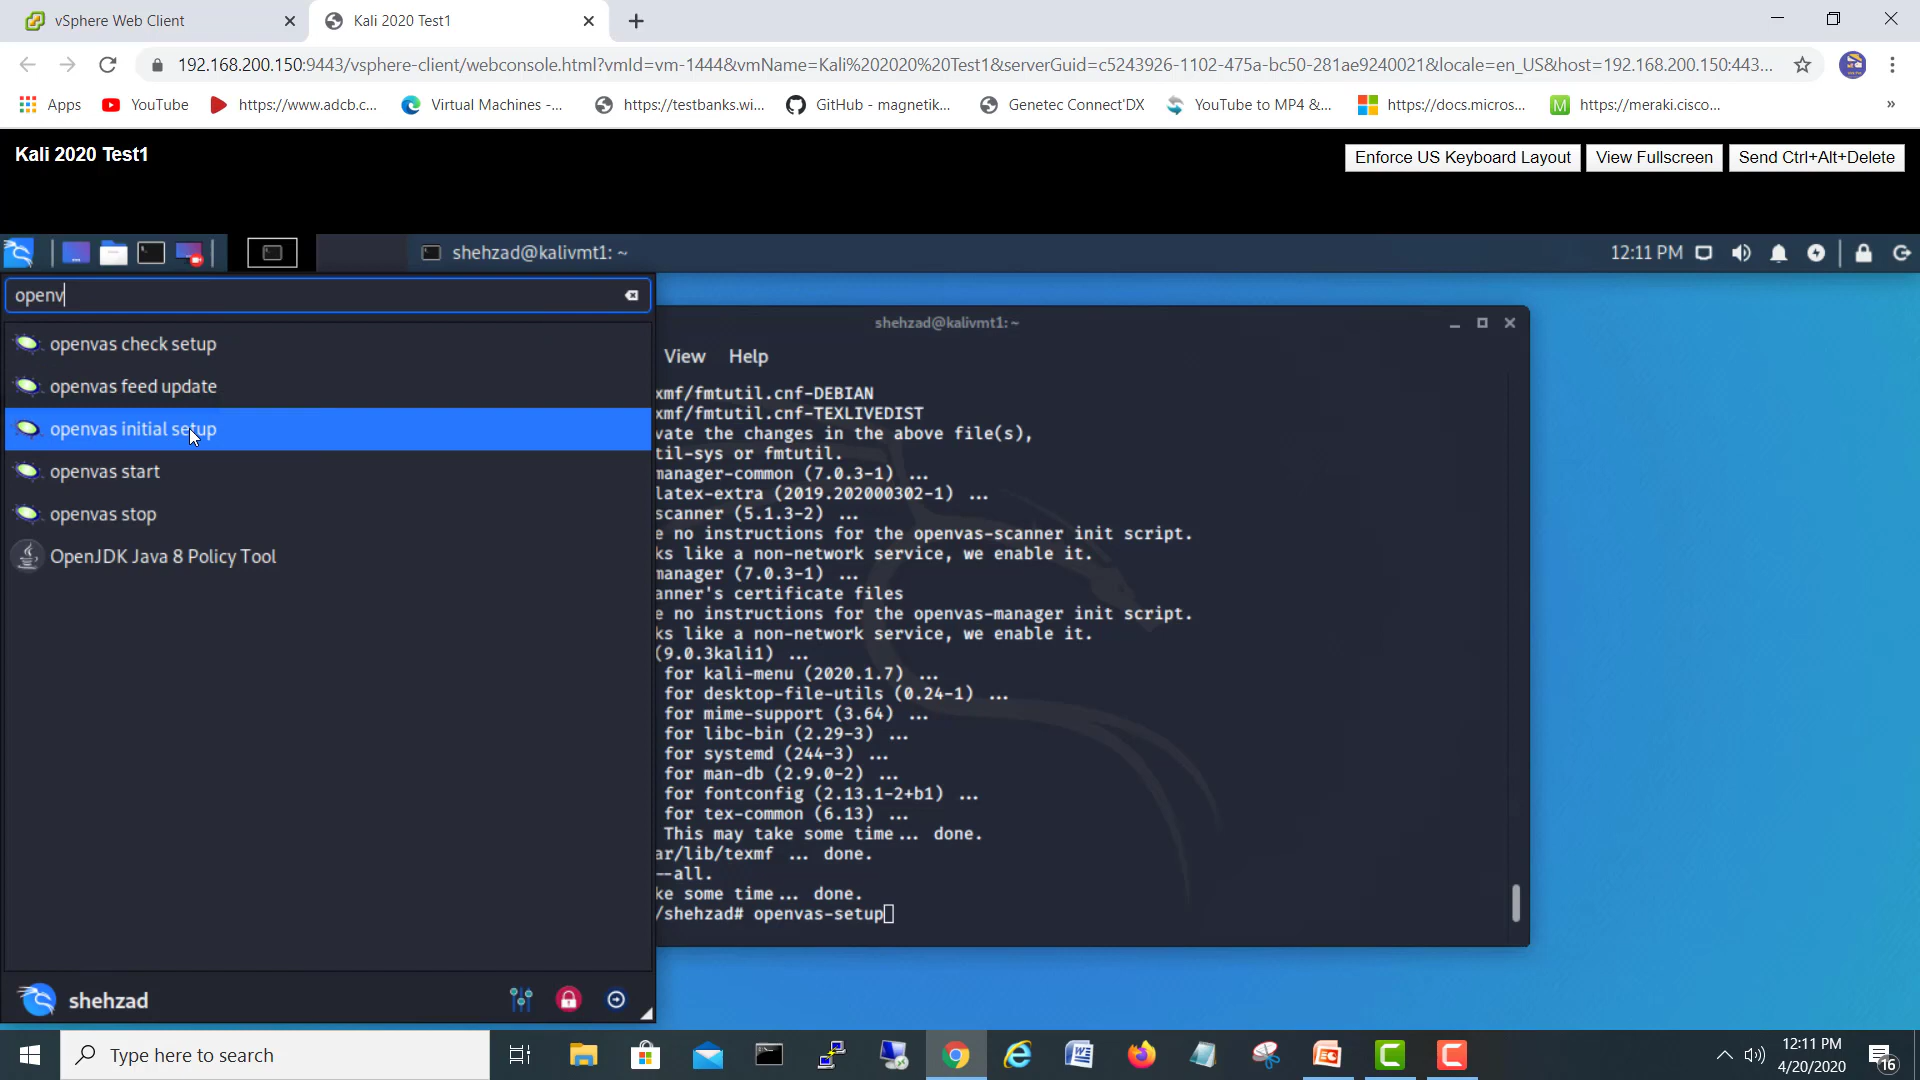 vSphere Web Client
Kali 2020 Test1
192.168.200.150:9443/vsphere-client/webconsole.html?vmId=vm-1444&vmName=Kali%202020%20Test1&serverGuid=c5243926-1102-475a-bc50-281ae9240021&locale=en_US&host=192.168.200.150:443...
Apps
YouTube
https://www.adcb.c...
Virtual Machines -...
https://testbanks.wi...
GitHub - magnetik...
Genetec Connect'DX
YouTube to MP4 &...
https://docs.micros...
https://meraki.cisco...
»
Kali 2020 Test1
Enforce US Keyboard Layout
View Fullscreen
Send Ctrl+Alt+Delete
shehzad@kalivmt1: ~
12:11 PM
openv
openvas check setup
openvas feed update
openvas initial setup
openvas start
openvas stop
OpenJDK Java 8 Policy Tool
shehzad
shehzad@kalivmt1: ~
View Help
xmf/fmtutil.cnf-DEBIAN
xmf/fmtutil.cnf-TEXLIVEDIST
vate the changes in the above file(s),
til-sys or fmtutil.
manager-common (7.0.3-1) ...
latex-extra (2019.202000302-1) ...
scanner (5.1.3-2) ...
e no instructions for the openvas-scanner init script.
ks like a non-network service, we enable it.
manager (7.0.3-1) ...
anner's certificate files
e no instructions for the openvas-manager init script.
ks like a non-network service, we enable it.
(9.0.3kali1) ...
for kali-menu (2020.1.7) ...
for desktop-file-utils (0.24-1) ...
for mime-support (3.64) ...
for libc-bin (2.29-3) ...
for systemd (244-3) ...
for man-db (2.9.0-2) ...
for fontconfig (2.13.1-2+b1) ...
for tex-common (6.13) ...
This may take some time... done.
ar/lib/texmf ... done.
--all.
ke some time... done.
/shehzad# openvas-setup
Type here to search
12:11 PM
4/20/2020
16